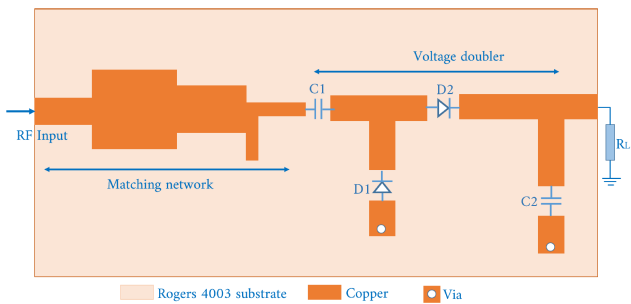 Voltage doubler
C1
D2
RF Input
RL
D1
Matching network
C2
Rogers 4003 substrate
Copper
Via